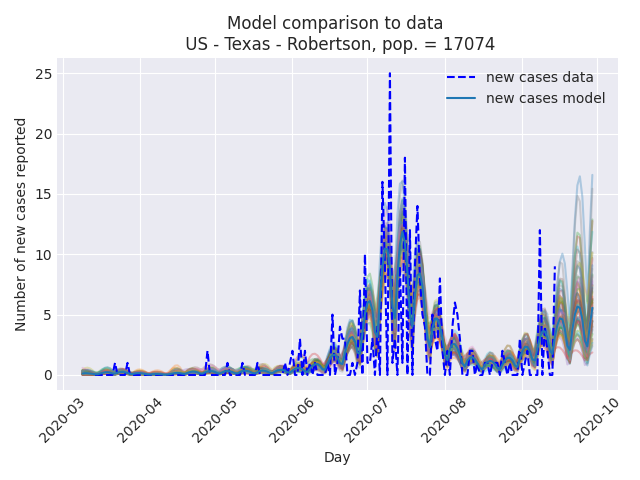 Model comparison to data
US - Texas - Robertson, pop. = 17074
new cases data
new cases model
Number of new cases reported
25
20
15
10
5
0
2020-03
2020-04
2020-05
2020-06
2020-07
2020-08
2020-09
2020-10
Day